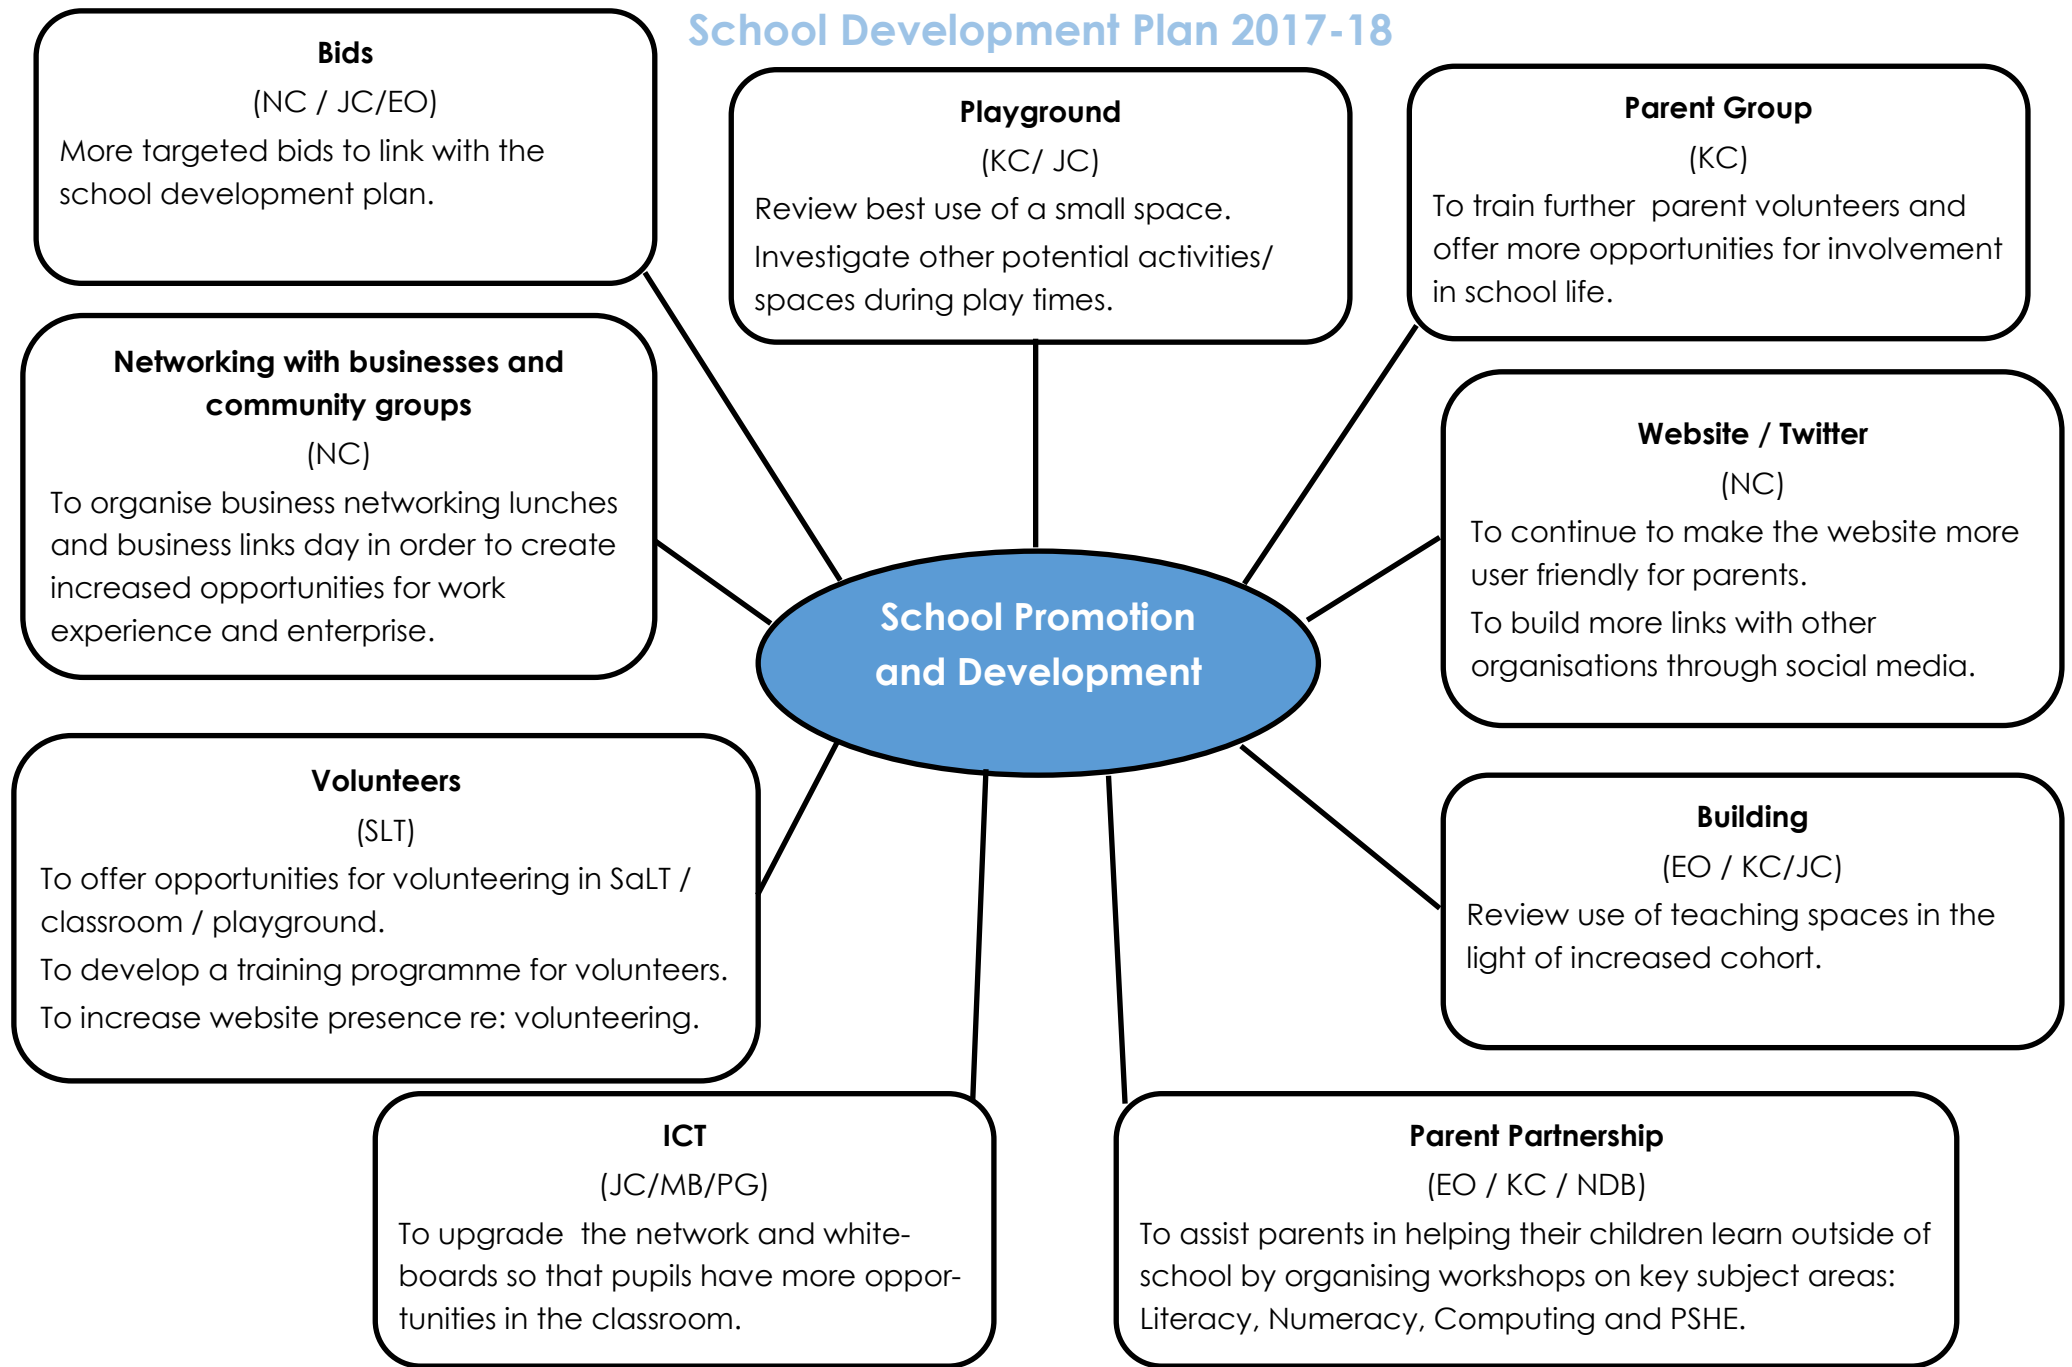 School Development Plan 2017-18
Bids
(NC / JC/EO)
More targeted bids to link with the
school development plan.
Playground
(KC/ JC)
Review best use of a small space.
Investigate other potential activities/
spaces during play times.
Parent Group
(KC)
To train further  parent volunteers and
offer more opportunities for involvement
in school life.
Networking with businesses and
community groups
(NC)
To organise business networking lunches
and business links day in order to create
increased opportunities for work
experience and enterprise.
Website / Twitter
(NC)
To continue to make the website more
user friendly for parents.
To build more links with other
organisations through social media.
School Promotion
and Development
Volunteers
(SLT)
To offer opportunities for volunteering in SaLT /
classroom / playground.
To develop a training programme for volunteers.
To increase website presence re: volunteering.
Building
(EO / KC/JC)
Review use of teaching spaces in the
light of increased cohort.
ICT
(JC/MB/PG)
To upgrade  the network and white-
boards so that pupils have more oppor-
tunities in the classroom.
Parent Partnership
(EO / KC / NDB)
To assist parents in helping their children learn outside of
school by organising workshops on key subject areas:
Literacy, Numeracy, Computing and PSHE.